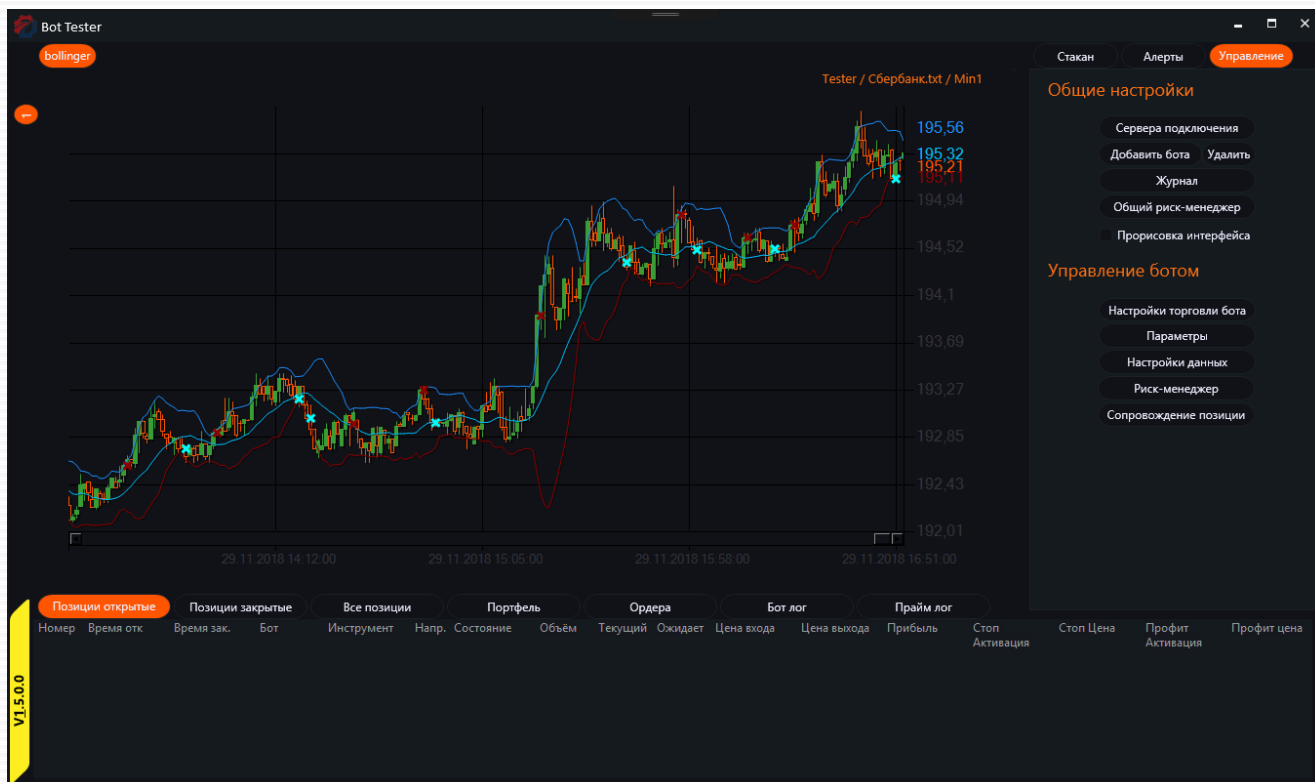 Bot Tester
bollinger
Стакан Алерты Управление
Tester / Сбербанк.txt / Min1
1
195,56
195,32
195,21
195,11
194,94
194,52
194,1
193,69
193,27
192,85
192,43
192,01
29.11.2018 14:12:00 29.11.2018 15:05:00 29.11.2018 15:58:00 29.11.2018 16:51:00
Общие настройки
Сервера подключения
Добавить бота Удалить
Журнал
Общий риск-менеджер
Прорисовка интерфейса
Управление ботом
Настройки торговли бота
Параметры
Настройки данных
Риск-менеджер
Сопровождение позиции
Позиции открытые Позиции закрытые Все позиции Портфель Ордера Бот лог Прайм лог
Номер Время отк Время зак. Бот Инструмент Напр. Состояние Объём Текущий Ожидает Цена входа Цена выхода Прибыль Стоп Стоп Цена Профит Профит цена
Активация Активация
V1.5.0.0